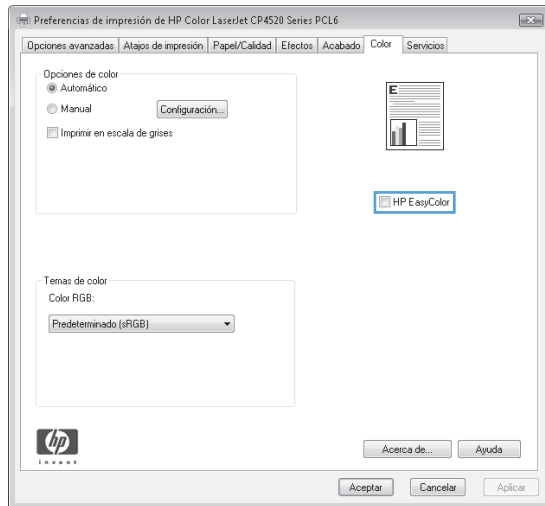 Preferencias de impresión de HP Color LaserJet CP4520 Series PCL6
Opciones avanzadas Atajos de impresión Papel/Calidad Efectos Acabado Color Servicios
Opciones de color
Automático
Manual Configuración...
Imprimir en escala de grises
E
HP EasyColor
Temas de color
Color RGB:
Predeterminado (sRGB)
hp
invent
Acerca de... Ayuda
Aceptar Cancelar Aplicar